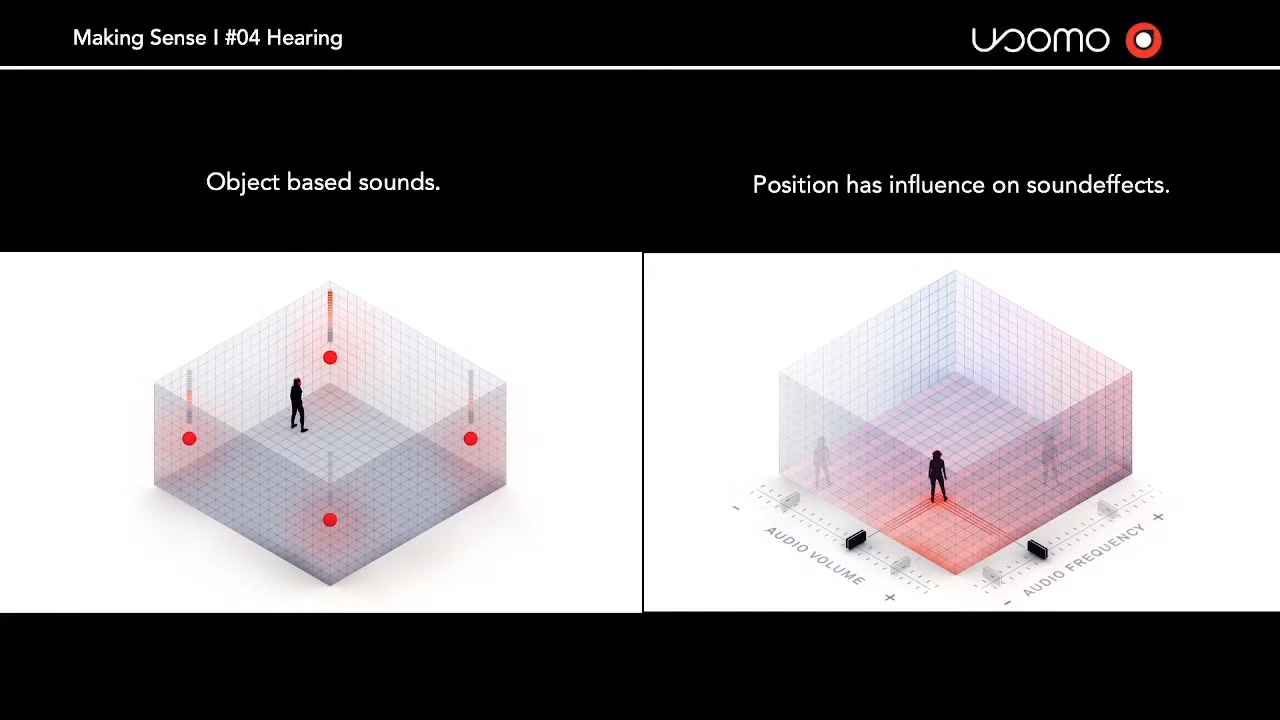 Making Sense I #04 Hearing
uoomo
Object based sounds.
Position has influence on soundeffects.
- AUDIO VOLUME +
- AUDIO FREQUENCY +